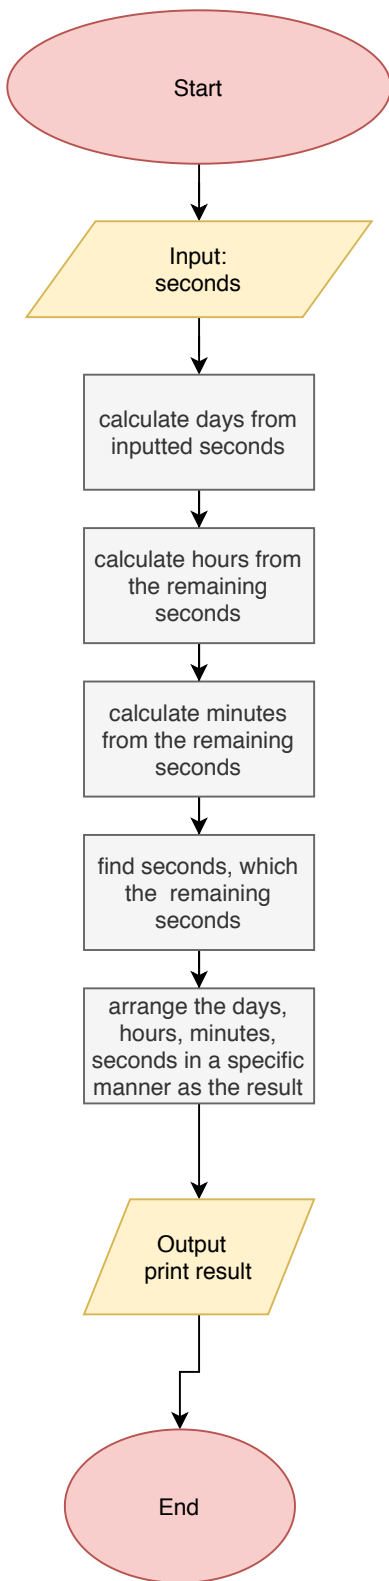 Start
Input:
seconds
calculate days from
inputted seconds
calculate hours from
the remaining
seconds
calculate minutes
from the remaining
seconds
find seconds, which
the remaining
seconds
arrange the days,
hours, minutes,
seconds in a specific
manner as the result
Output
print result
End